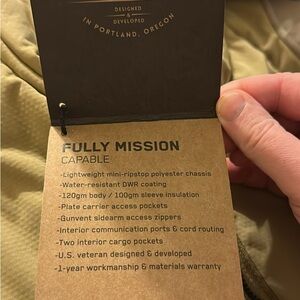 DESIGNED
&
DEVELOPED
IN PORTLAND, OREGON
FULLY MISSION
CAPABLE
-Lightweight mini-ripstop polyester chassis
-Water-resistant DWR coating
-120gm body / 100gm sleeve insulation
-Plate carrier access pockets
-Gunvent sidearm access zippers
-Interior communication ports & cord routing
-Two interior cargo pockets
-U.S. veteran designed & developed
-1-year workmanship & materials warranty